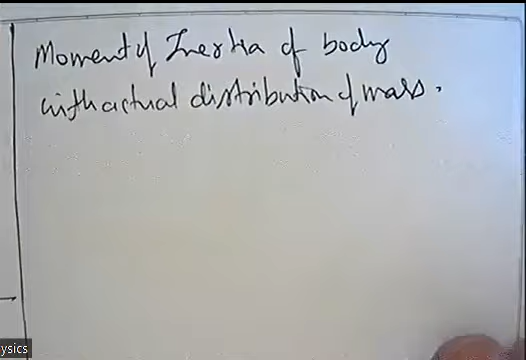 Moment of Inertia of body
with actual distribution of mass.
ysics